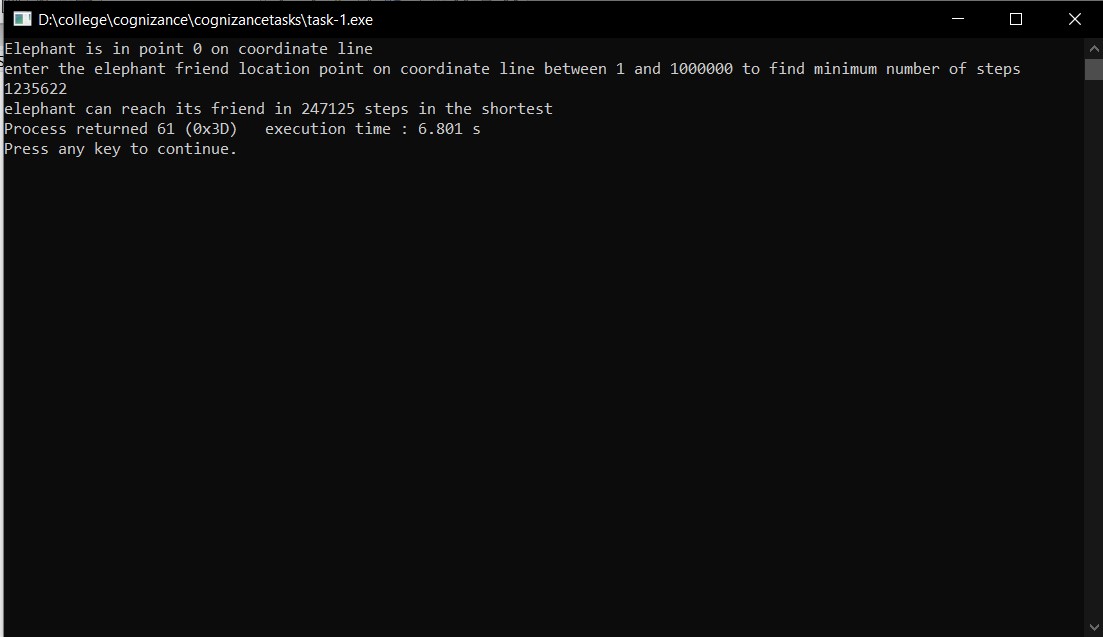 D:\college\cognizance\cognizancetasks\task-1.exe
Elephant is in point 0 on coordinate line
enter the elephant friend location point on coordinate line between 1 and 1000000 to find minimum number of steps
1235622
elephant can reach its friend in 247125 steps in the shortest
Process returned 61 (0x3D)   execution time : 6.801 s
Press any key to continue.